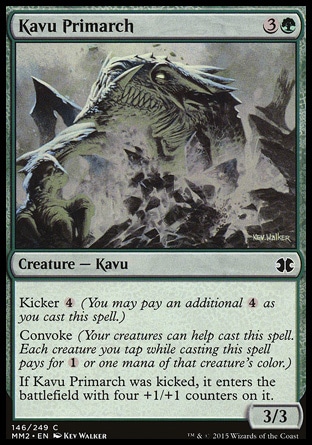 Kavu Primarch 3
KEV WALKER
Creature — Kavu
Kicker 4 (You may pay an additional 4 as
you cast this spell.)
Convoke (Your creatures can help cast this spell.
Each creature you tap while casting this spell
pays for 1 or one mana of that creature's color.)
If Kavu Primarch was kicked, it enters the
battlefield with four +1/+1 counters on it.
3/3
146/249 C
MM2 • EN Kev Walker
™ & © 2015 Wizards of the Coast